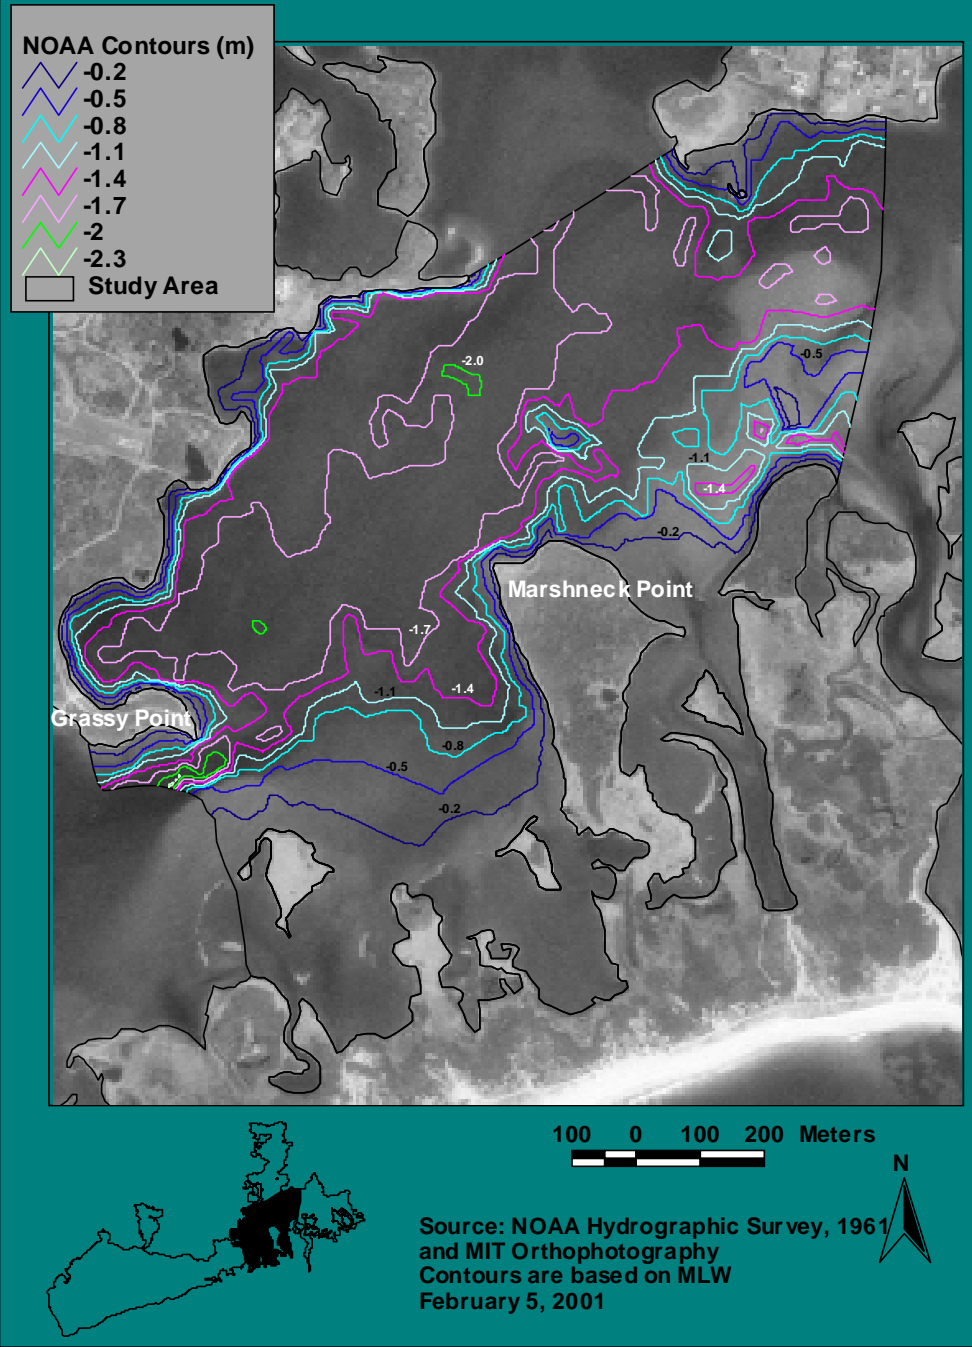 NOAA Contours (m)
-0.2
-0.5
-0.8
-1.1
-1.4
-1.7
-2
-2.3
Study Area
-0.5
-2.0
-1.1
-1.4
-0.2
Marshneck Point
-1.7
-1.4
-1.1
Grassy Point
-0.8
-0.5
-0.2
100 0 100 200 Meters
N
Source: NOAA Hydrographic Survey, 1961
and MIT Orthophotography
Contours are based on MLW
February 5, 2001